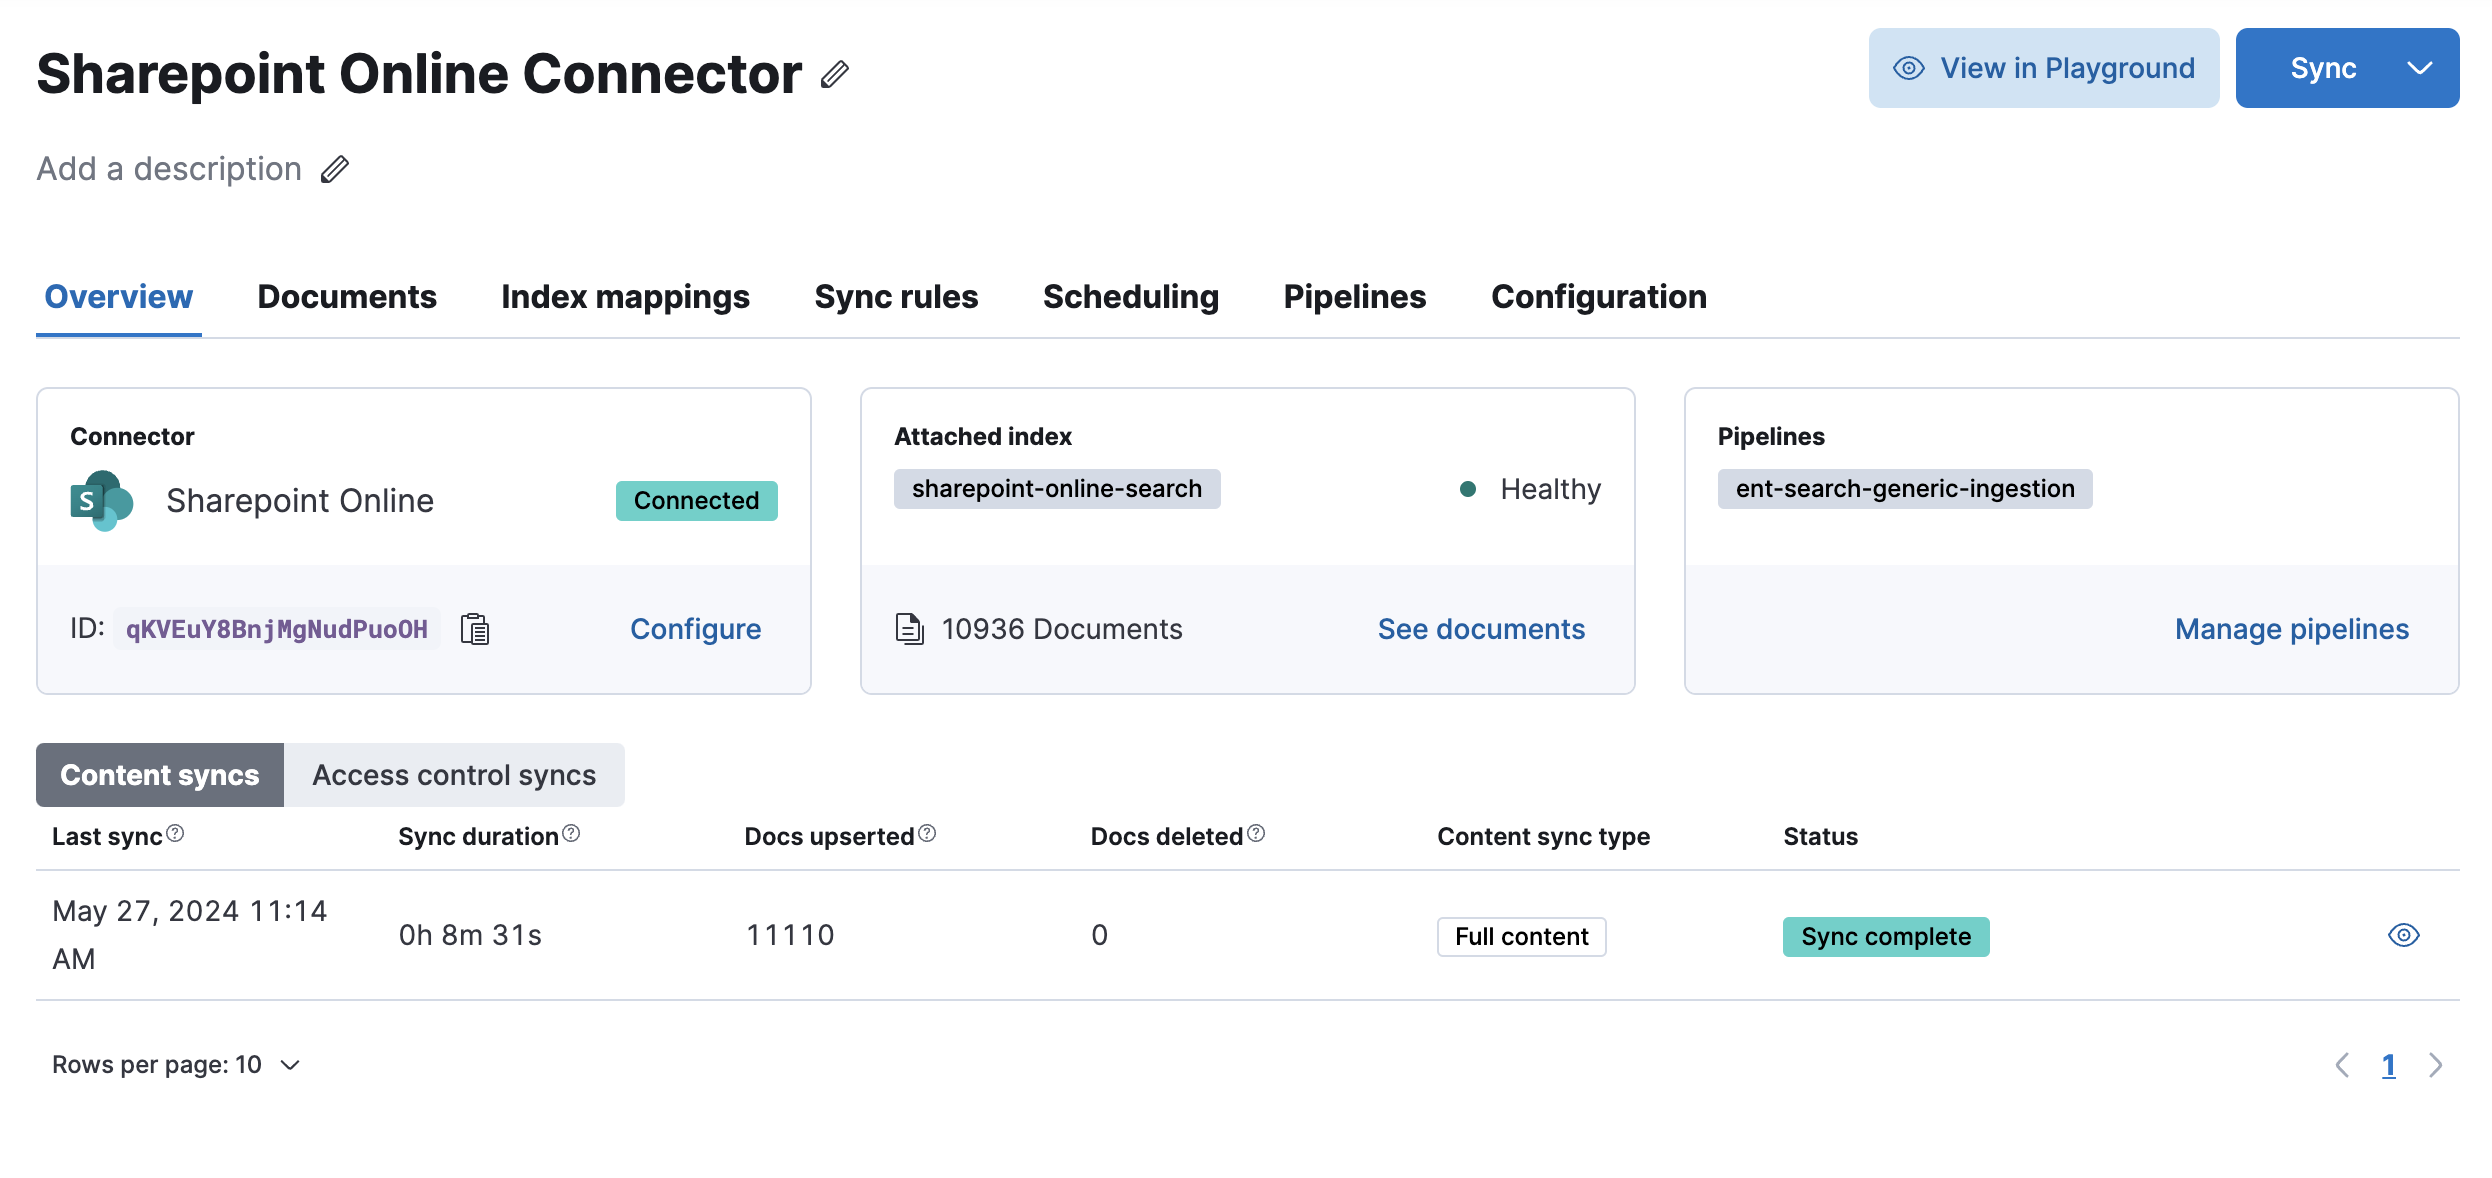 Sharepoint Online Connector
View in Playground
Sync
Add a description
Overview
Documents
Index mappings
Sync rules
Scheduling
Pipelines
Configuration
Connector
S
Sharepoint Online
Connected
ID: qKVEuY8BnjMgNudPuoOH
Configure
Attached index
sharepoint-online-search
Healthy
10936 Documents
See documents
Pipelines
ent-search-generic-ingestion
Manage pipelines
Content syncs
Access control syncs
Last sync
Sync duration
Docs upserted
Docs deleted
Content sync type
Status
May 27, 2024 11:14
AM
0h 8m 31s
11110
0
Full content
Sync complete
Rows per page: 10
1